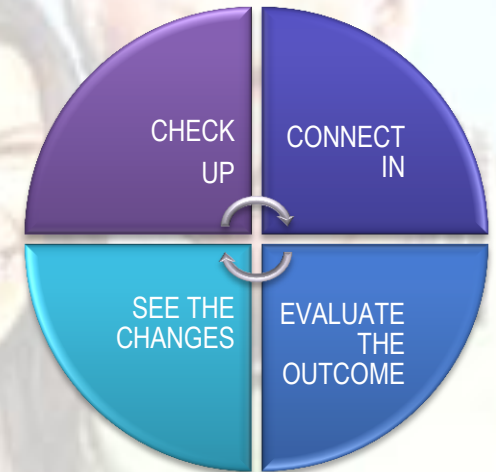 CHECK
UP
CONNECT
IN
SEE THE
CHANGES
EVALUATE
THE
OUTCOME